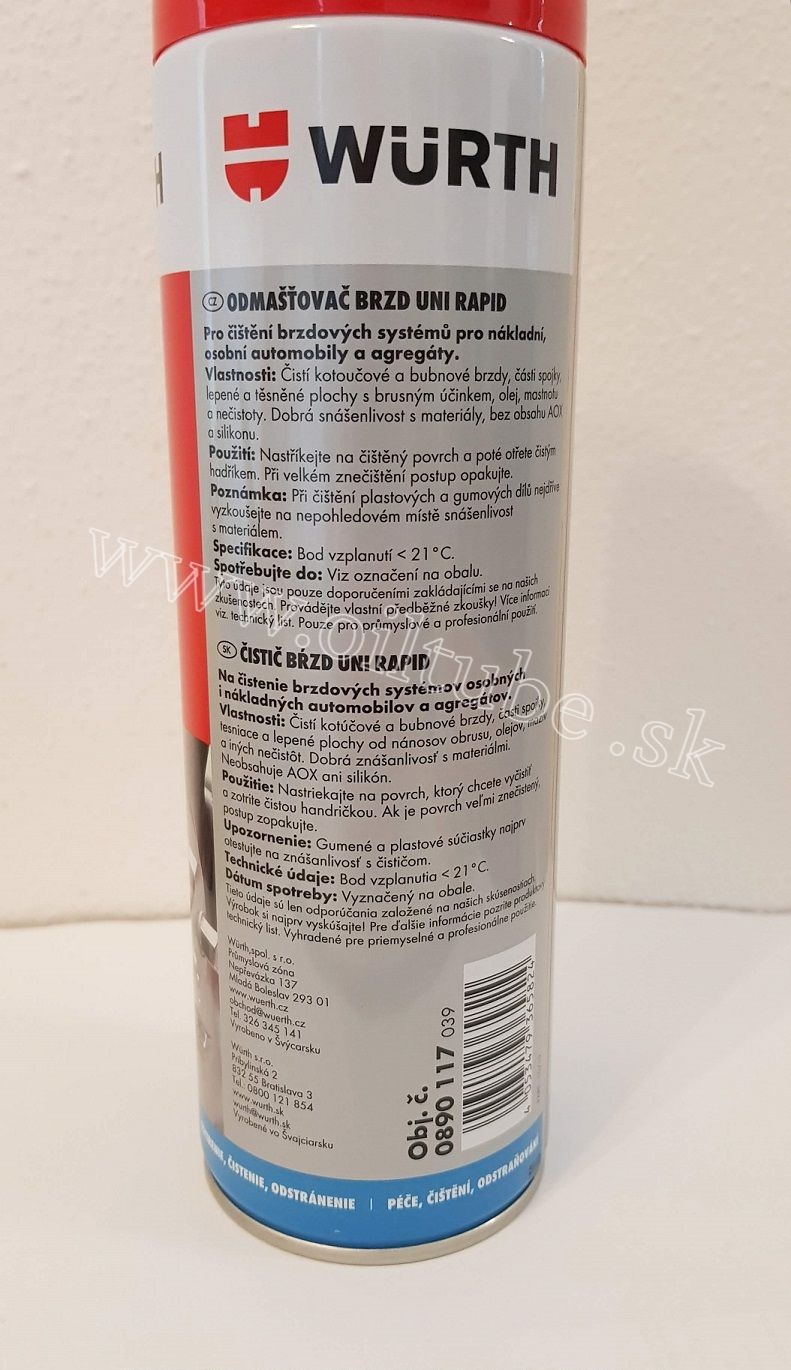 H
WÜRTH
CZ ODMAŠŤOVAČ BRZD UNI RAPID
Pro čištění brzdových systémů pro nákladní,
osobní automobily a agregáty.
Vlastnosti: Čistí kotoučové a bubnové brzdy, části spojky,
lepené a těsněné plochy s brusným účinkem, olej, mastnotu
a nečistoty. Dobrá snášenlivost s materiály, bez obsahu AOX
a silikonu.
Použití: Nastříkejte na čištěný povrch a poté otřete čistým
hadříkem. Při velkém znečištění postup opakujte.
Poznámka: Při čištění plastových a gumových dílů nejdříve
vyzkoušejte na nepohledovém místě snášenlivost
s materiálem.
Specifikace: Bod vzplanutí < 21°C.
Spotřebujte do: Viz označení na obalu.
Tyto údaje jsou pouze doporučeními zakládajícími se na našich
zkušenostech. Provádějte vlastní předběžné zkoušky! Více informací
viz. technický list. Pouze pro průmyslové a profesionální použití.
www.oiltube.sk
SK ČISTIČ BŔZD UNI RAPID
Na čistenie brzdových systémov osobných
i nákladných automobilov a agregátov.
Vlastnosti: Čistí kotúčové a bubnové brzdy, časti spojky,
tesniace a lepené plochy od nánosov obrusu, olejov, mazív
a iných nečistôt. Dobrá znášanlivosť s materiálmi.
Neobsahuje AOX ani silikón.
Použitie: Nastriekajte na povrch, ktorý chcete vyčistiť
a zotrite čistou handričkou. Ak je povrch veľmi znečistený,
postup zopakujte.
Upozornenie: Gumené a plastové súčiastky najprv
otestujte na znášanlivosť s čističom.
Technické údaje: Bod vzplanutia < 21°C.
Dátum spotreby: Vyznačený na obale.
Tieto údaje sú len odporúčania založené na našich skúsenostiach.
Výrobok si najprv vyskúšajte! Pre ďalšie informácie pozrite produktový
technický list. Vyhradené pre priemyselné a profesionálne použitie.
Würth, spol. s r.o.
Průmyslová zóna
Nepřevázka 137
Mladá Boleslav 293 01
www.wuerth.cz
obchod@wuerth.cz
Tel. 326 345 141
Vyrobeno v Švýcarsku
Würth s.r.o.
Pribylinská 2
832 55 Bratislava 3
Tel.: 0800 121 854
www.wurth.sk
wurth@wurth.sk
Vyrobené vo Švajciarsku
Obj. č.
0890 117 039
4 053479 365824
ČISTENIE, ODSTRÁNENIE | PÉČE, ČIŠTĚNÍ, ODSTRAŇOVÁNÍ